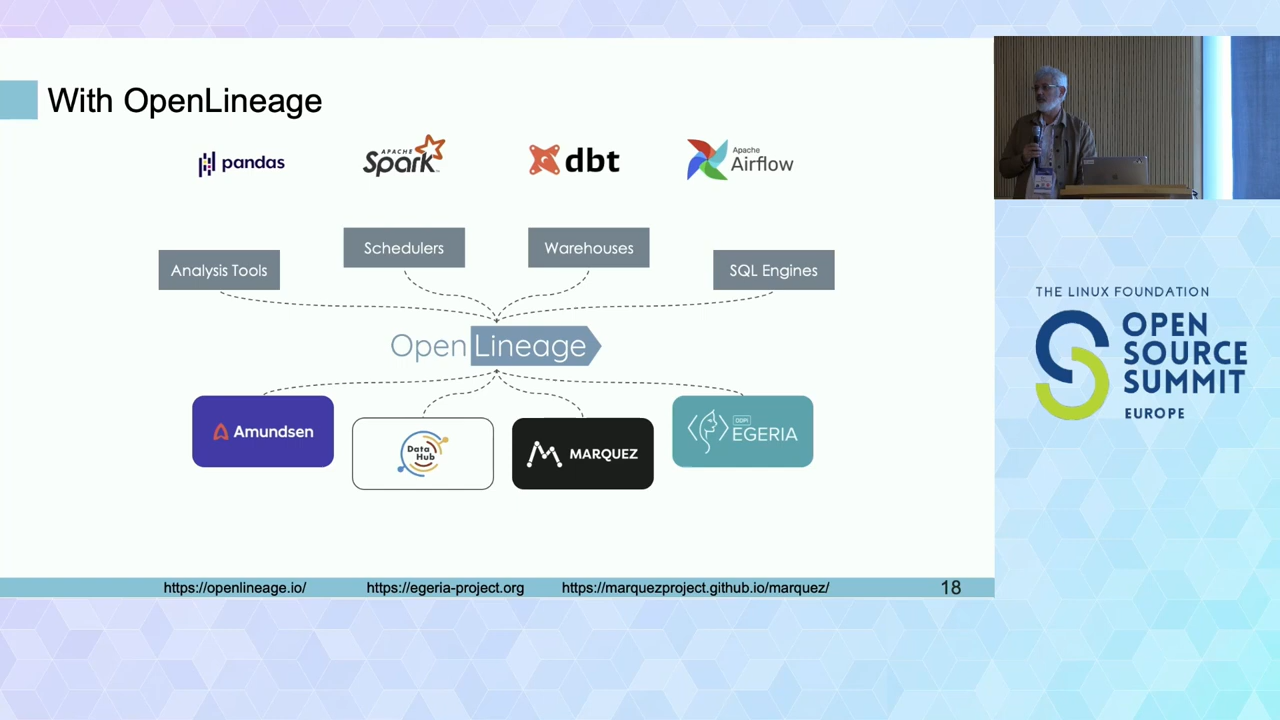 With OpenLineage
pandas
APACHE
Spark™
dbt
Apache
Airflow
Analysis Tools
Schedulers
Warehouses
SQL Engines
OpenLineage
Amundsen
Data
Hub
MARQUEZ
ODPi
EGERIA
https://openlineage.io/
https://egeria-project.org
https://marquezproject.github.io/marquez/
18
THE LINUX FOUNDATION
OPEN
SOURCE
SUMMIT
EUROPE